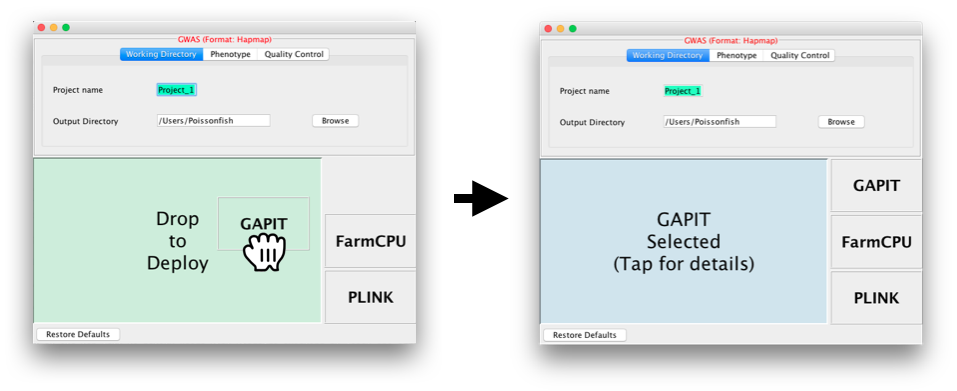 GWAS (Format: Hapmap)
Working Directory Phenotype Quality Control
Project name Project_1
Output Directory /Users/Poissonfish Browse
Drop
to
Deploy
GAPIT
FarmCPU
PLINK
Restore Defaults
GWAS (Format: Hapmap)
Working Directory Phenotype Quality Control
Project name Project_1
Output Directory /Users/Poissonfish Browse
GAPIT
Selected
(Tap for details)
GAPIT
FarmCPU
PLINK
Restore Defaults